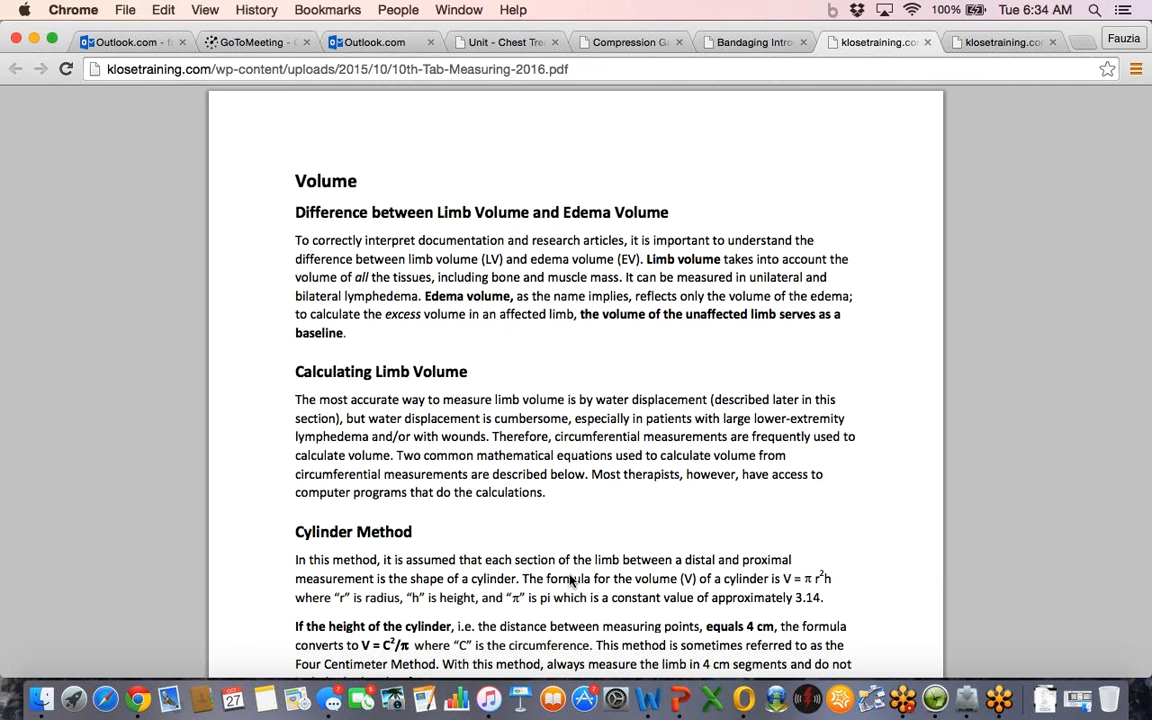 Chrome File Edit View History Bookmarks People Window Help 100% Tue 6:34 AM
Outlook.com - f GoToMeeting - Outlook.com Unit - Chest Tre Compression Ga Bandaging Intro klosetraining.co klosetraining.co Fauzia
klosetraining.com/wp-content/uploads/2015/10/10th-Tab-Measuring-2016.pdf
Volume
Difference between Limb Volume and Edema Volume
To correctly interpret documentation and research articles, it is important to understand the
difference between limb volume (LV) and edema volume (EV). Limb volume takes into account the
volume of all the tissues, including bone and muscle mass. It can be measured in unilateral and
bilateral lymphedema. Edema volume, as the name implies, reflects only the volume of the edema;
to calculate the excess volume in an affected limb, the volume of the unaffected limb serves as a
baseline.
Calculating Limb Volume
The most accurate way to measure limb volume is by water displacement (described later in this
section), but water displacement is cumbersome, especially in patients with large lower-extremity
lymphedema and/or with wounds. Therefore, circumferential measurements are frequently used to
calculate volume. Two common mathematical equations used to calculate volume from
circumferential measurements are described below. Most therapists, however, have access to
computer programs that do the calculations.
Cylinder Method
In this method, it is assumed that each section of the limb between a distal and proximal
measurement is the shape of a cylinder. The formula for the volume (V) of a cylinder is V = π r²h
where “r” is radius, “h” is height, and “π” is pi which is a constant value of approximately 3.14.
If the height of the cylinder, i.e. the distance between measuring points, equals 4 cm, the formula
converts to V = C²/π where “C” is the circumference. This method is sometimes referred to as the
Four Centimeter Method. With this method, always measure the limb in 4 cm segments and do not